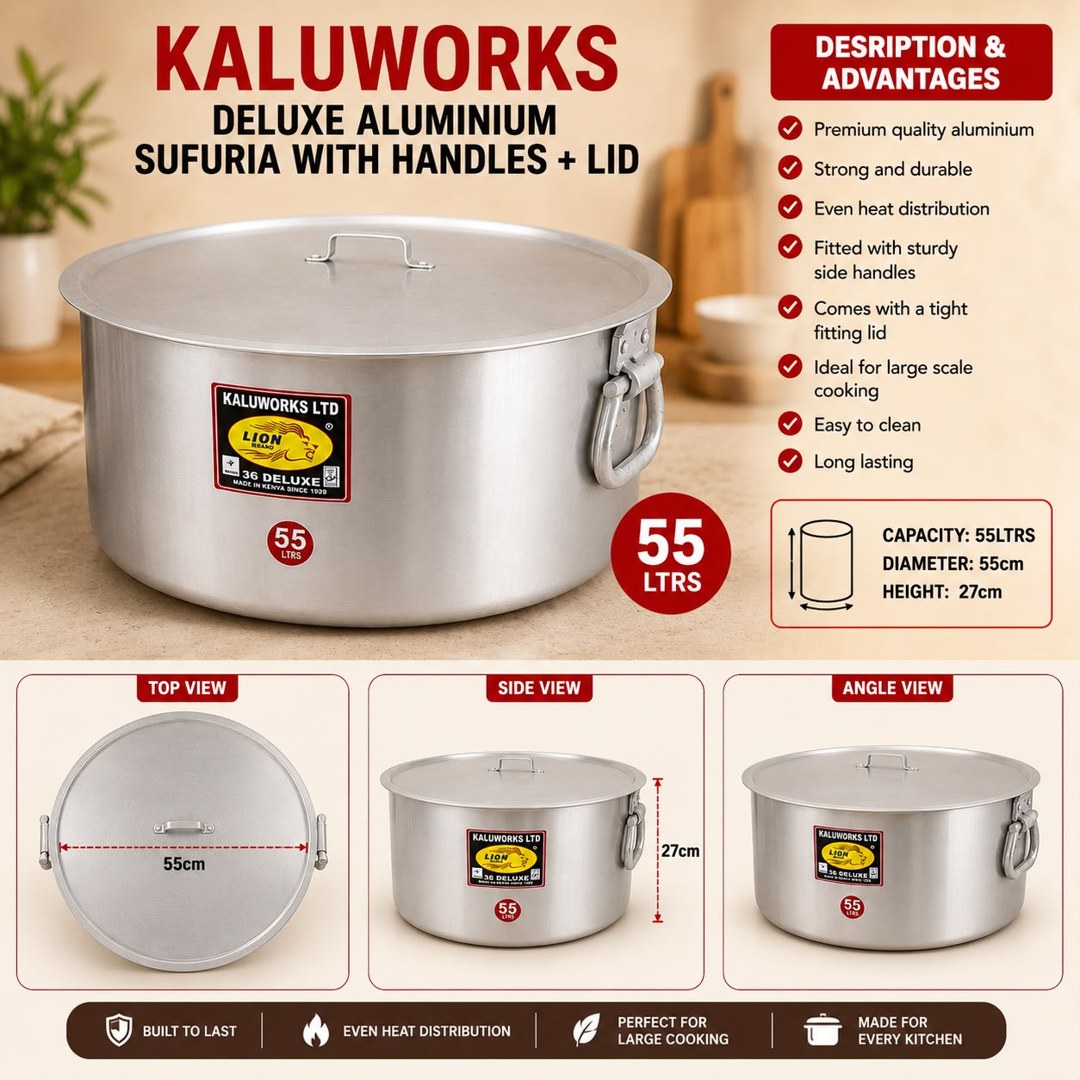 KALUWORKS
DELUXE ALUMINIUM
SUFURIA WITH HANDLES + LID
KALUWORKS LTD
LION
BRAND
®
36 DELUXE
MADE IN KENYA SINCE 1939
55
LTRS
55
LTRS
DESRIPTION &
ADVANTAGES
Premium quality aluminium
Strong and durable
Even heat distribution
Fitted with sturdy
side handles
Comes with a tight
fitting lid
Ideal for large scale
cooking
Easy to clean
Long lasting
CAPACITY: 55LTRS
DIAMETER: 55cm
HEIGHT: 27cm
TOP VIEW
55cm
SIDE VIEW
KALUWORKS LTD
LION
36 DELUXE
55
LTRS
27cm
ANGLE VIEW
KALUWORKS LTD
LION
36 DELUXE
55
LTRS
BUILT TO LAST
EVEN HEAT DISTRIBUTION
PERFECT FOR
LARGE COOKING
MADE FOR
EVERY KITCHEN